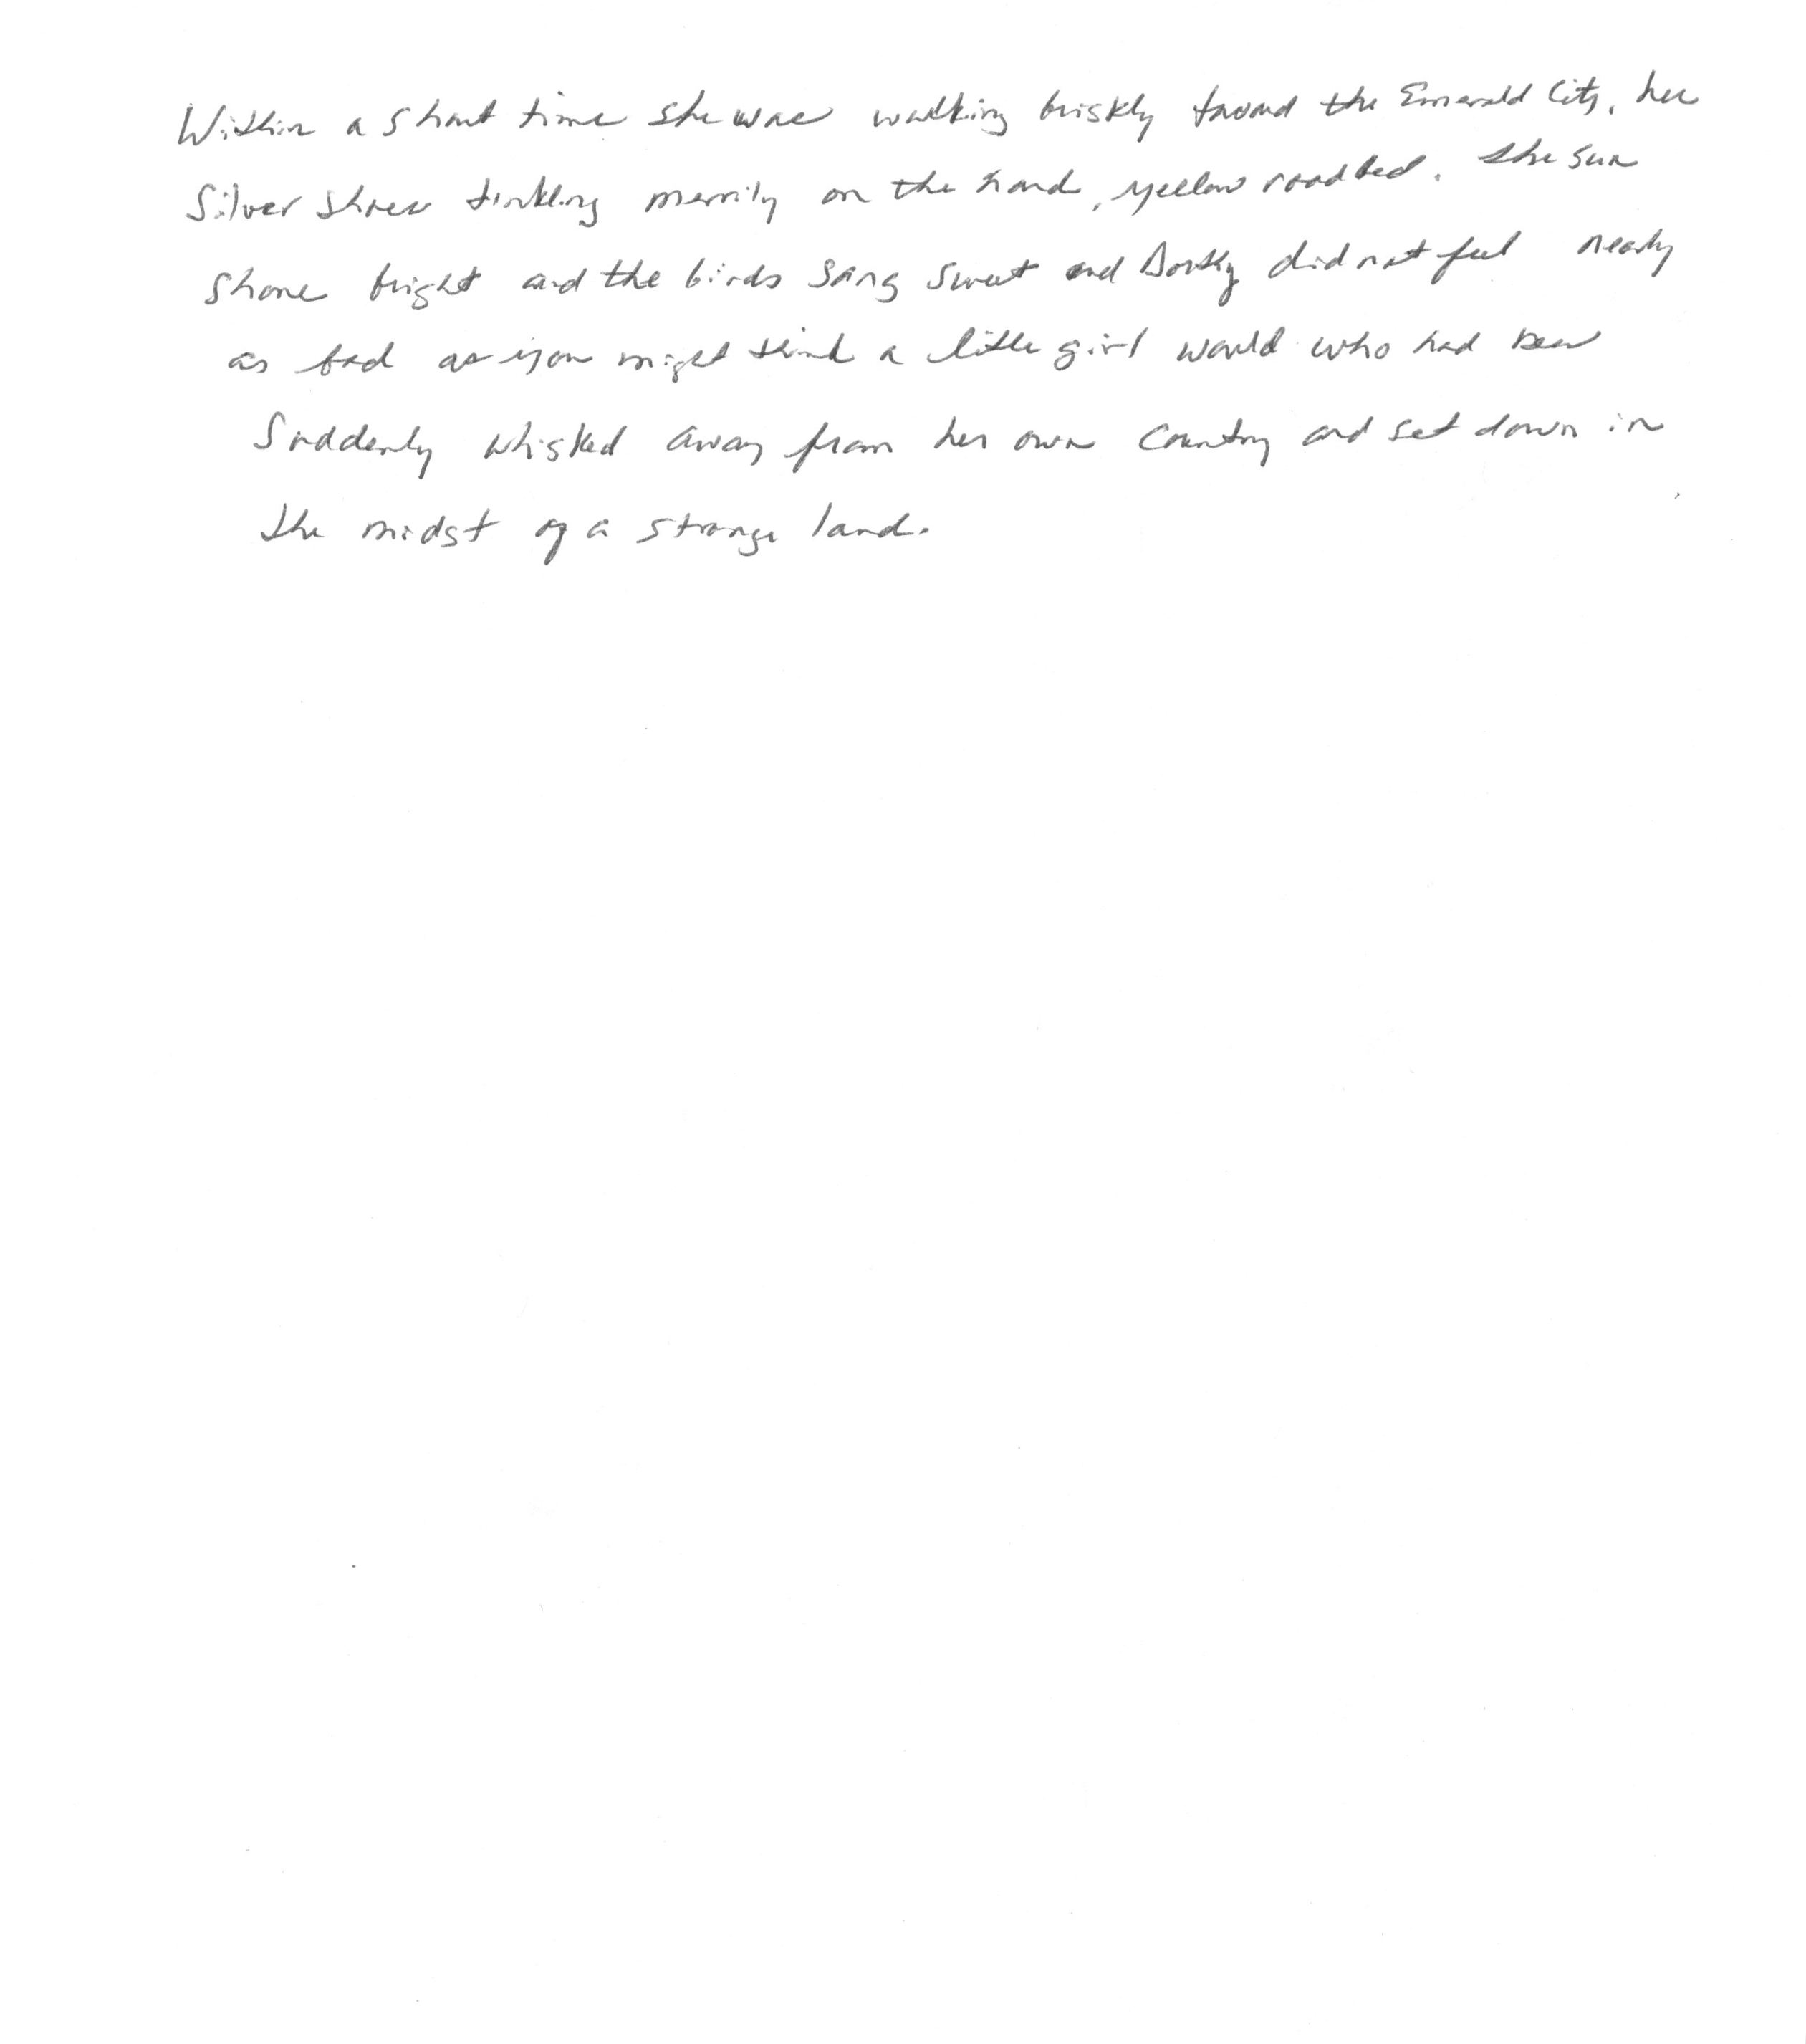 Within a short time she was walking briskly toward the Emerald City, her
Silver Shoes tinkling merrily on the hard, yellow roadbed. The sun
shone bright and the birds sang sweet and Dorothy did not feel nearly
as bad as you might think a little girl would who had been
suddenly whisked away from her own country and set down in
the midst of a strange land.